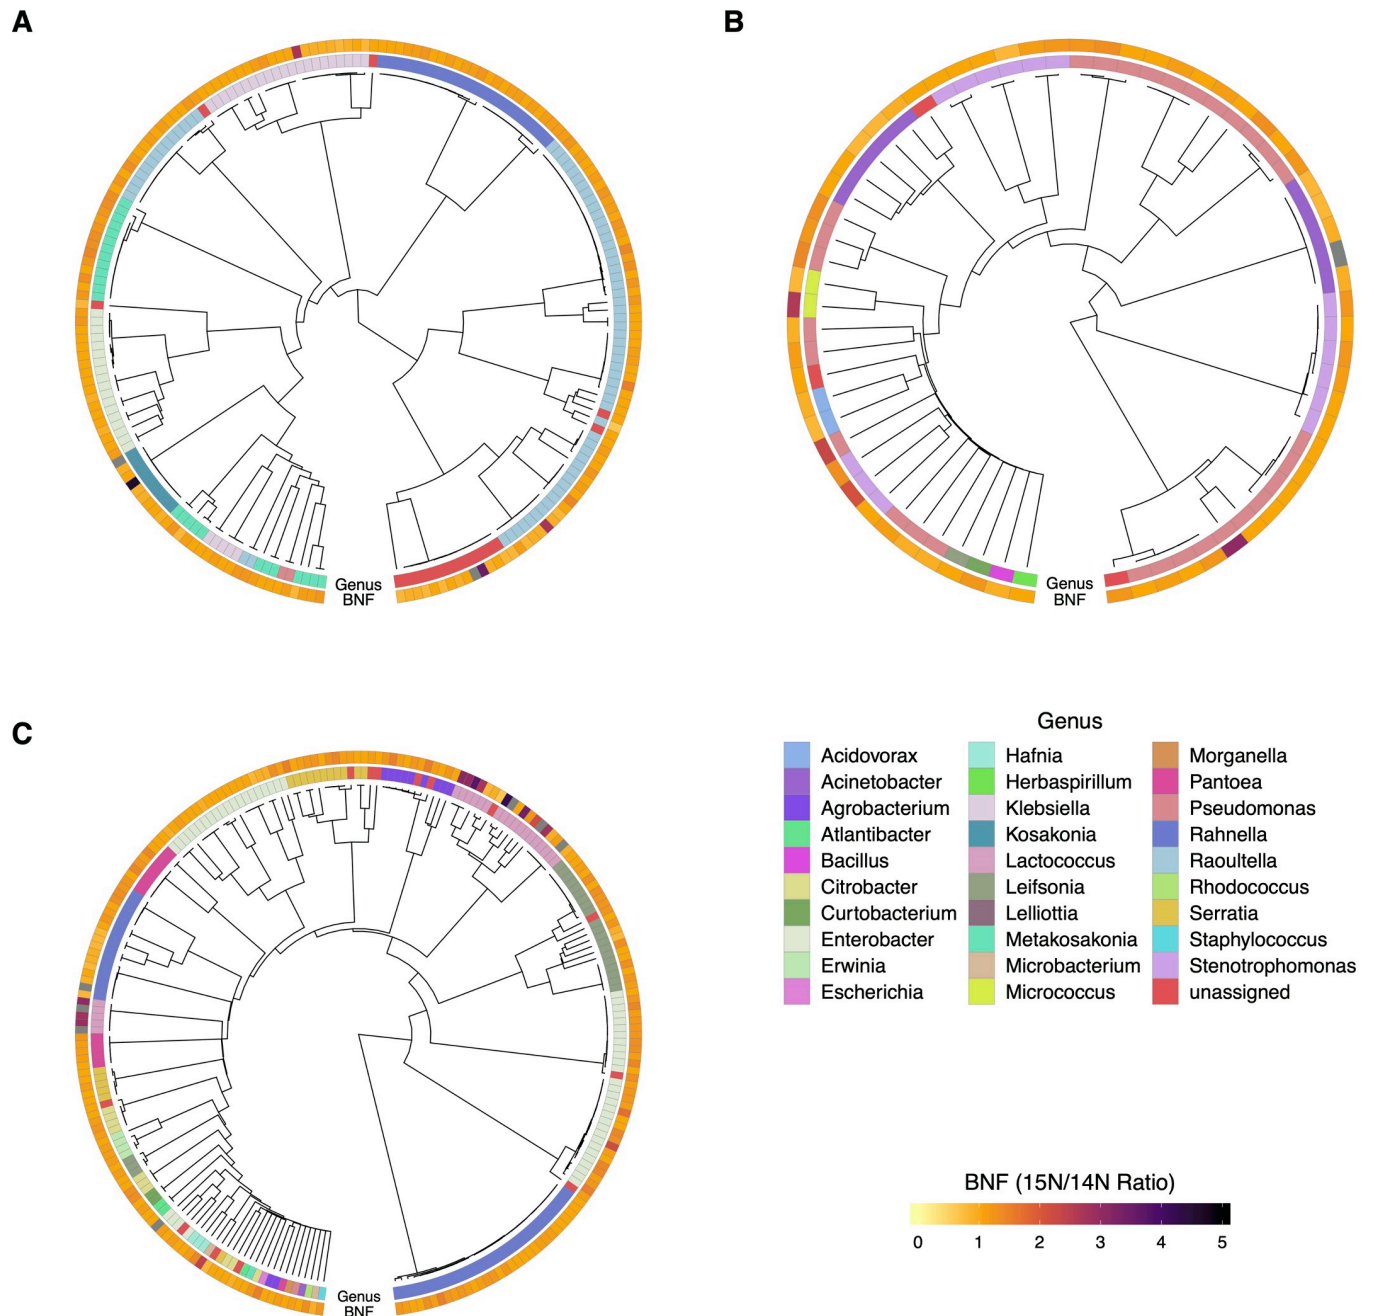 A
B
Genus
BNF
Genus
BNF
C
Genus
BNF
Genus
Acidovorax
Acinetobacter
Agrobacterium
Atlantibacter
Bacillus
Citrobacter
Curtobacterium
Enterobacter
Erwinia
Escherichia
Hafnia
Herbaspirillum
Klebsiella
Kosakonia
Lactococcus
Leifsonia
Lelliottia
Metakosakonia
Microbacterium
Micrococcus
Morganella
Pantoea
Pseudomonas
Rahnella
Raoultella
Rhodococcus
Serratia
Staphylococcus
Stenotrophomonas
unassigned
BNF (15N/14N Ratio)
0 1 2 3 4 5